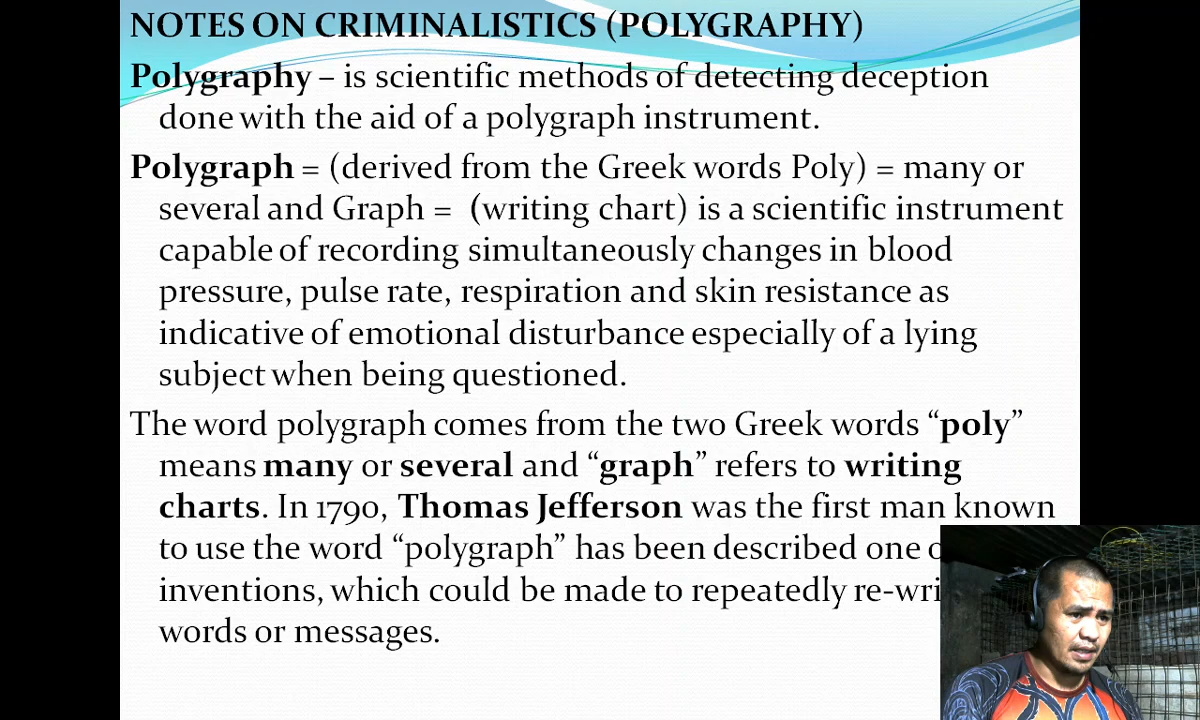 NOTES ON CRIMINALISTICS (POLYGRAPHY)
Polygraphy – is scientific methods of detecting deception
done with the aid of a polygraph instrument.
Polygraph = (derived from the Greek words Poly) = many or
several and Graph = (writing chart) is a scientific instrument
capable of recording simultaneously changes in blood
pressure, pulse rate, respiration and skin resistance as
indicative of emotional disturbance especially of a lying
subject when being questioned.
The word polygraph comes from the two Greek words “poly”
means many or several and “graph” refers to writing
charts. In 1790, Thomas Jefferson was the first man known
to use the word “polygraph” has been described one
inventions, which could be made to repeatedly
words or messages.